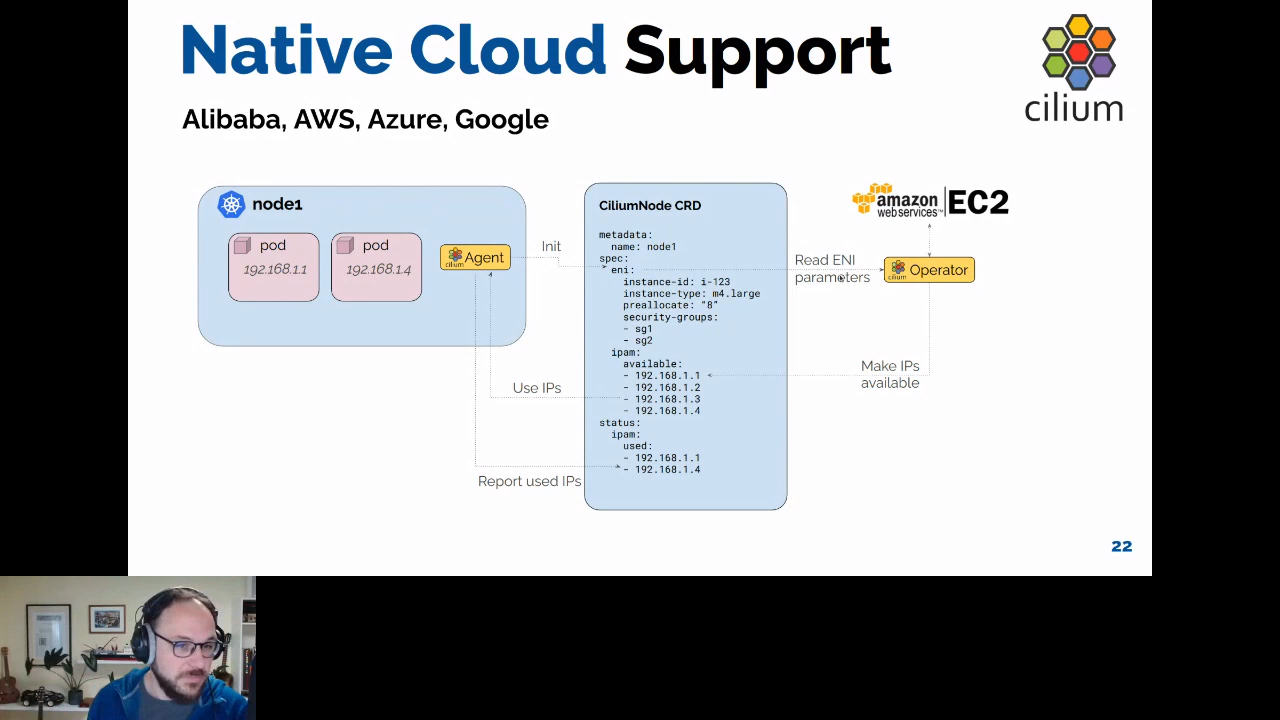 Native Cloud Support
Alibaba, AWS, Azure, Google
cilium
node1
pod
192.168.1.1
pod
192.168.1.4
cilium
Agent
Init
Use IPs
Report used IPs
CiliumNode CRD
metadata:
name: node1
spec:
eni:
instance-id: i-123
instance-type: m4.large
preallocate: "8"
security-groups:
- sg1
- sg2
ipam:
available:
- 192.168.1.1
- 192.168.1.2
- 192.168.1.3
- 192.168.1.4
status:
ipam:
used:
- 192.168.1.1
- 192.168.1.4
Read ENI
parameters
amazon
web services™
EC2
cilium
Operator
Make IPs
available
22